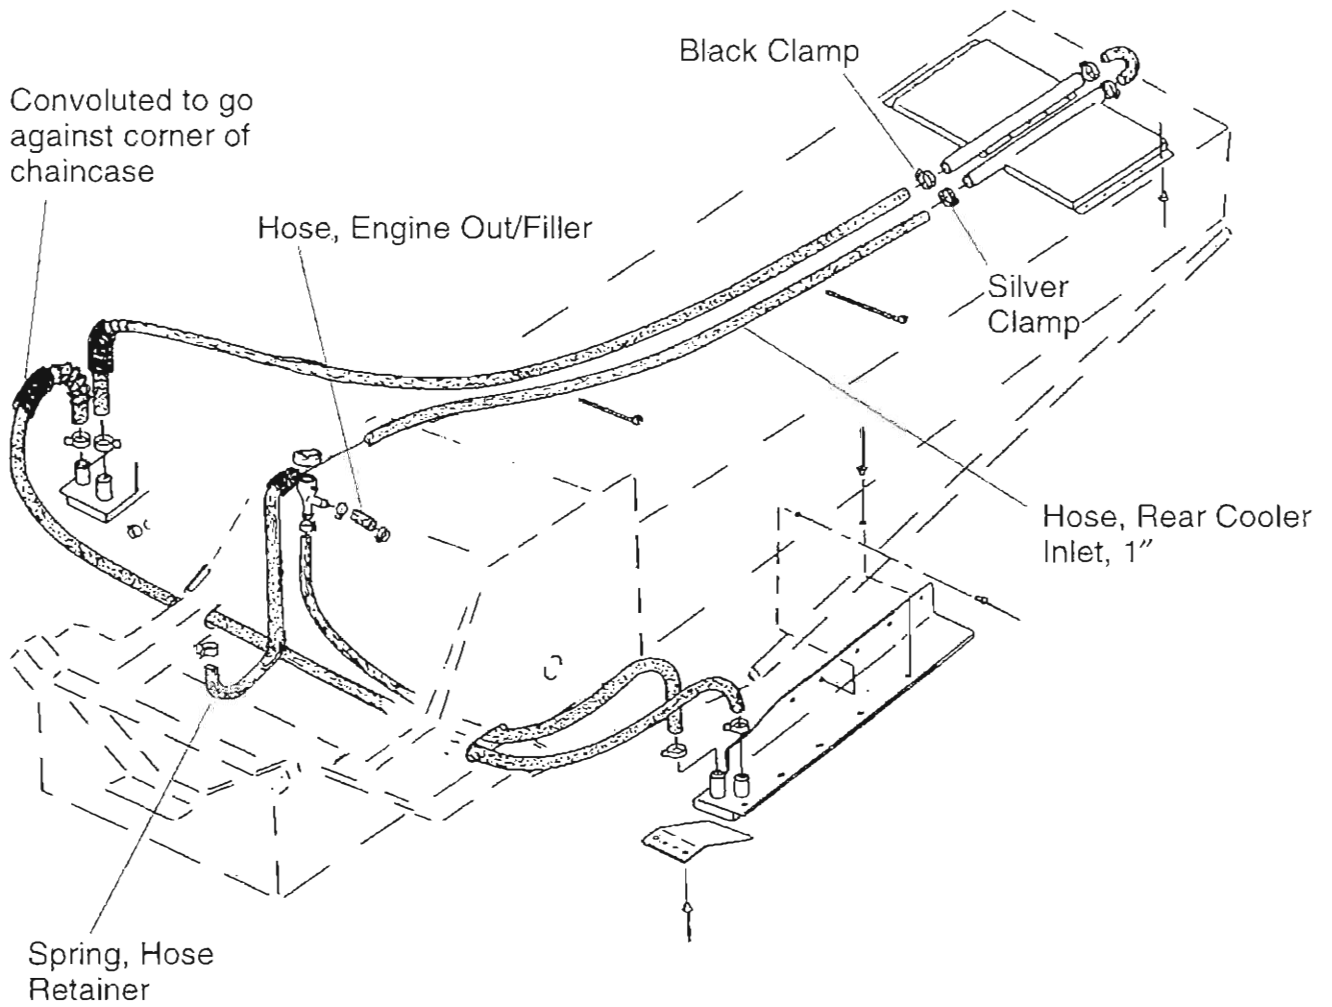 Black Clamp
Convoluted to go
against corner of
chaincase
Hose, Engine Out/Filler
Silver
Clamp
Hose, Rear Cooler
Inlet, 1″
Spring, Hose
Retainer